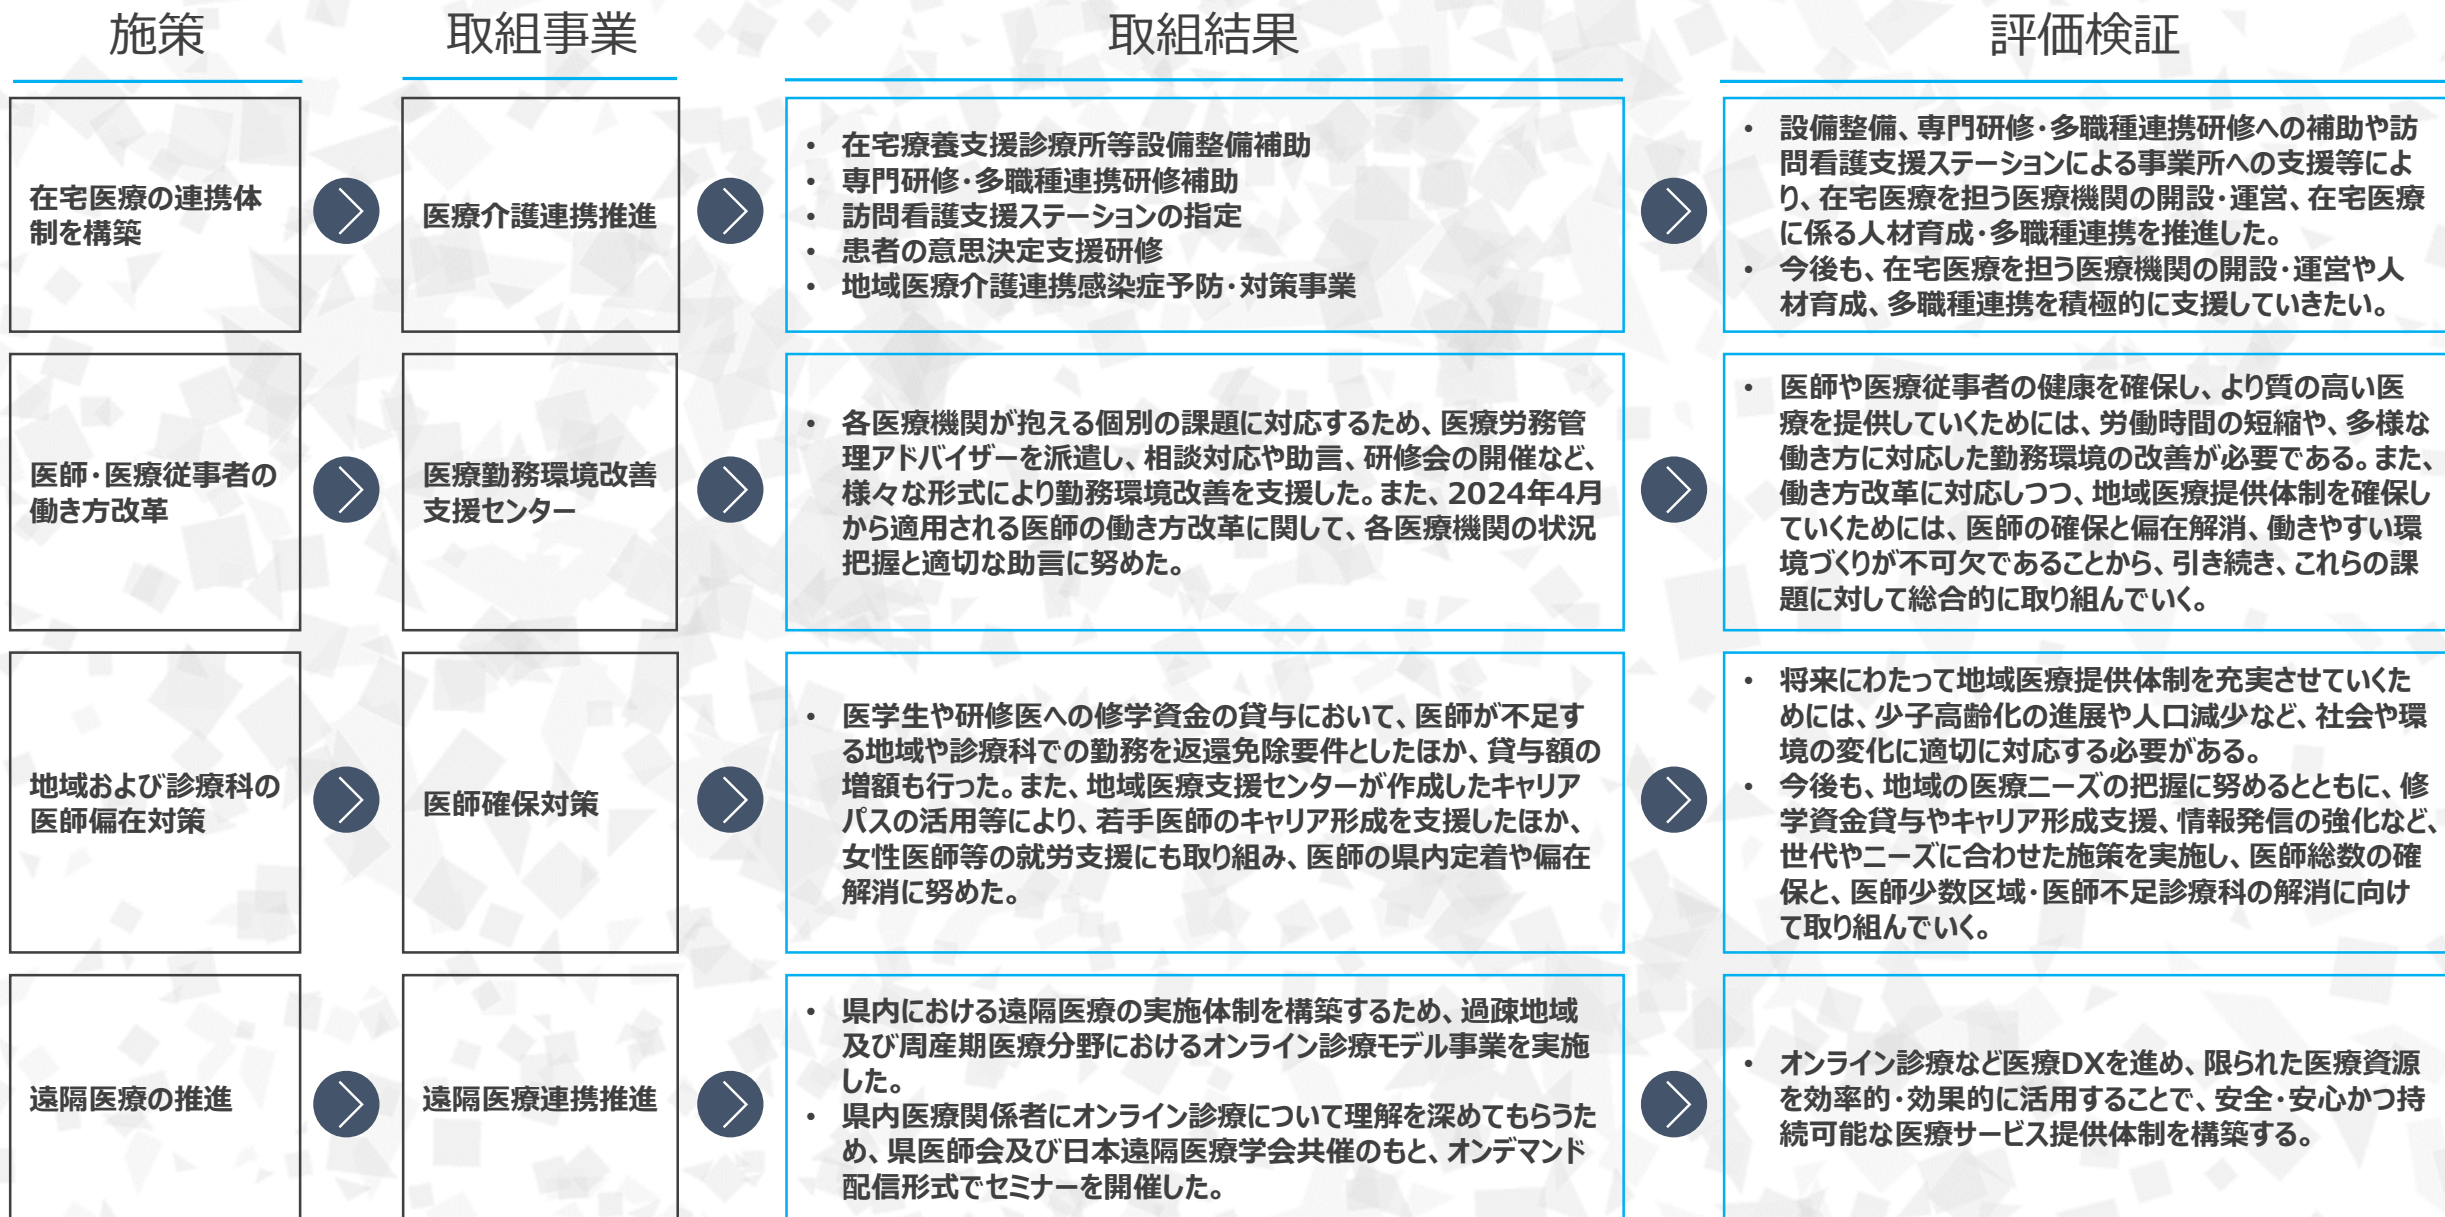 施策
取組事業
取組結果
評価検証
在宅医療の連携体
制を構築
医療介護連携推進
• 在宅療養支援診療所等設備整備補助
• 専門研修・多職種連携研修補助
• 訪問看護支援ステーションの指定
• 患者の意思決定支援研修
• 地域医療介護連携感染症予防・対策事業
• 設備整備、専門研修・多職種連携研修への補助や訪
問看護支援ステーションによる事業所への支援等によ
り、在宅医療を担う医療機関の開設・運営、在宅医療
に係る人材育成・多職種連携を推進した。
• 今後も、在宅医療を担う医療機関の開設・運営や人
材育成、多職種連携を積極的に支援していきたい。
医師・医療従事者の
働き方改革
医療勤務環境改善
支援センター
• 各医療機関が抱える個別の課題に対応するため、医療労務管
理アドバイザーを派遣し、相談対応や助言、研修会の開催など、
様々な形式により勤務環境改善を支援した。また、2024年4月
から適用される医師の働き方改革に関して、各医療機関の状況
把握と適切な助言に努めた。
• 医師や医療従事者の健康を確保し、より質の高い医
療を提供していくためには、労働時間の短縮や、多様な
働き方に対応した勤務環境の改善が必要である。また、
働き方改革に対応しつつ、地域医療提供体制を確保し
ていくためには、医師の確保と偏在解消、働きやすい環
境づくりが不可欠であることから、引き続き、これらの課
題に対して総合的に取り組んでいく。
地域および診療科の
医師偏在対策
医師確保対策
• 医学生や研修医への修学資金の貸与において、医師が不足す
る地域や診療科での勤務を返還免除要件としたほか、貸与額の
増額も行った。また、地域医療支援センターが作成したキャリア
パスの活用等により、若手医師のキャリア形成を支援したほか、
女性医師等の就労支援にも取り組み、医師の県内定着や偏在
解消に努めた。
• 将来にわたって地域医療提供体制を充実させていくた
めには、少子高齢化の進展や人口減少など、社会や環
境の変化に適切に対応する必要がある。
• 今後も、地域の医療ニーズの把握に努めるとともに、修
学資金貸与やキャリア形成支援、情報発信の強化など、
世代やニーズに合わせた施策を実施し、医師総数の確
保と、医師少数区域・医師不足診療科の解消に向け
て取り組んでいく。
遠隔医療の推進
遠隔医療連携推進
• 県内における遠隔医療の実施体制を構築するため、過疎地域
及び周産期医療分野におけるオンライン診療モデル事業を実施
した。
• 県内医療関係者にオンライン診療について理解を深めてもらうた
め、県医師会及び日本遠隔医療学会共催のもと、オンデマンド
配信形式でセミナーを開催した。
• オンライン診療など医療DXを進め、限られた医療資源
を効率的・効果的に活用することで、安全・安心かつ持
続可能な医療サービス提供体制を構築する。